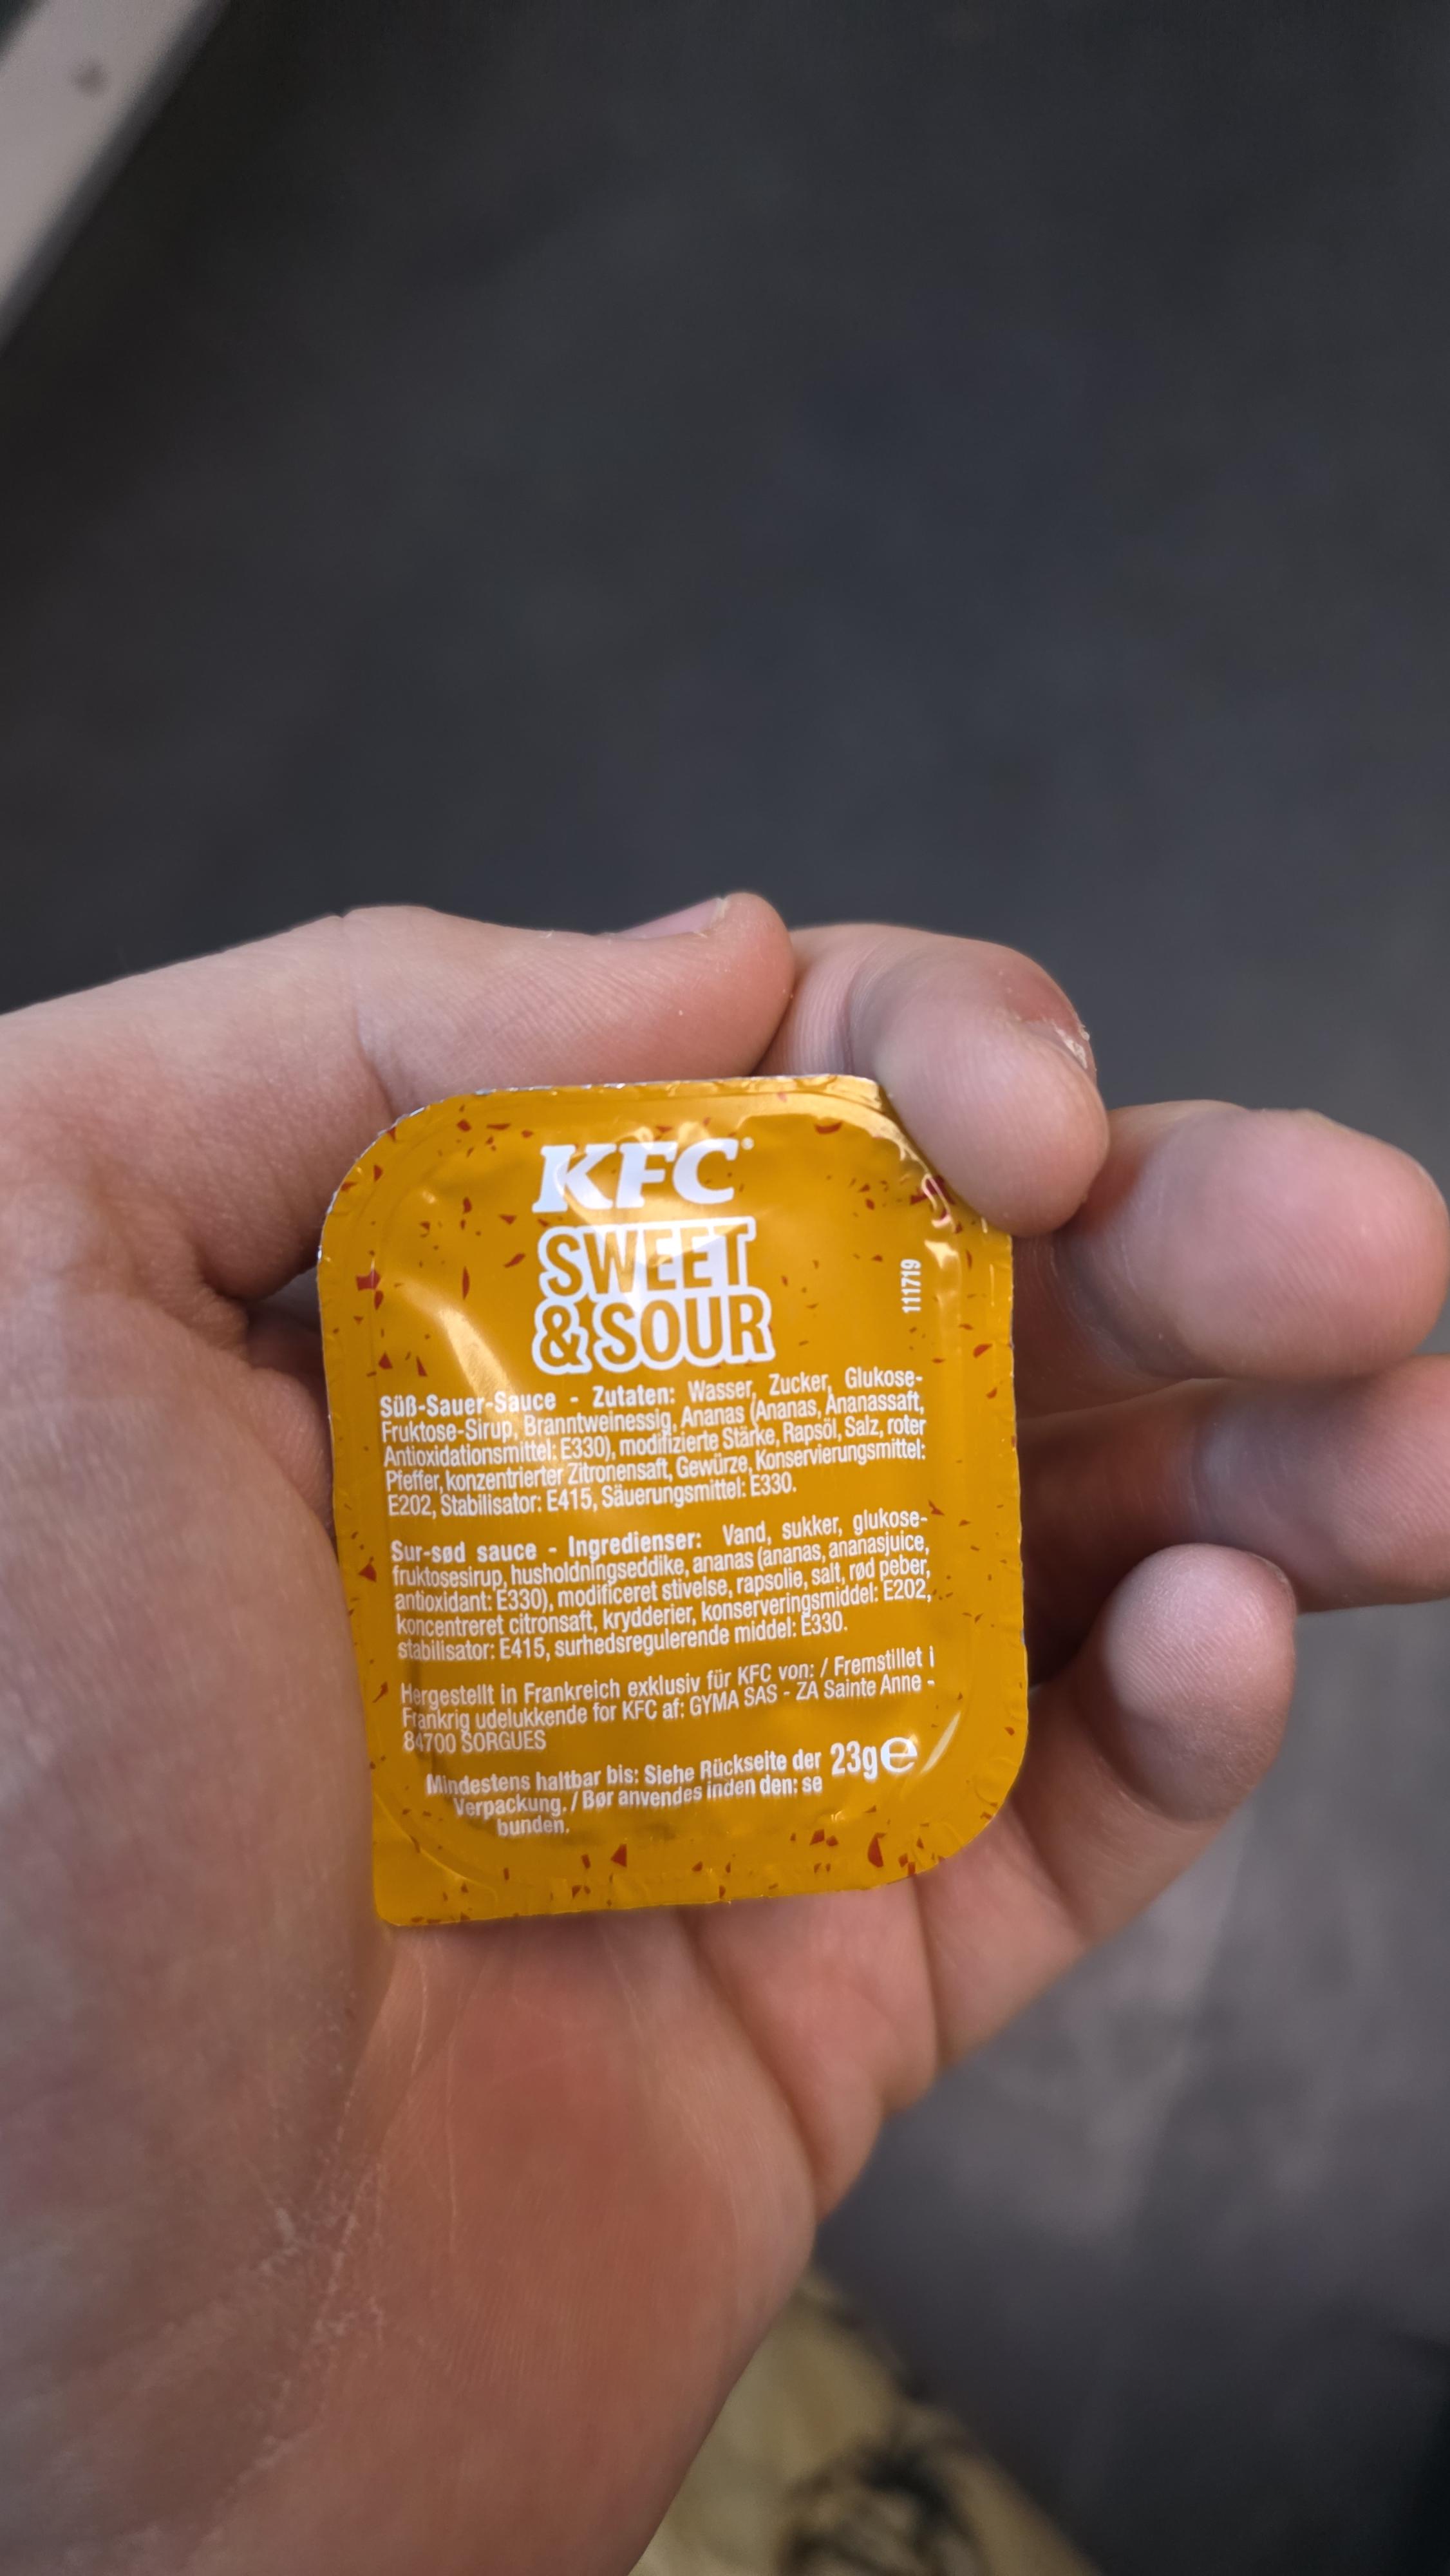 KFC®
SWEET
& SOUR
111719
Süß-Sauer-Sauce - Zutaten: Wasser, Zucker, Glukose-
Fruktose-Sirup, Branntweinessig, Ananas (Ananas, Ananassaft,
Antioxidationsmittel: E330), modifizierte Stärke, Rapsöl, Salz, roter
Pfeffer, konzentrierter Zitronensaft, Gewürze, Konservierungsmittel:
E202, Stabilisator: E415, Säuerungsmittel: E330.
Sur-sød sauce - Ingredienser: Vand, sukker, glukose-
fruktosesirup, husholdningseddike, ananas (ananas, ananasjuice,
antioxidant: E330), modificeret stivelse, rapsolie, salt, rød peber,
koncentreret citronsaft, krydderier, konserveringsmiddel: E202,
stabilisator: E415, surhedsregulerende middel: E330.
Hergestellt in Frankreich exklusiv für KFC von: / Fremstillet i
Frankrig udelukkende for KFC af: GYMA SAS - ZA Sainte Anne -
84700 SORGUES
Mindestens haltbar bis: Siehe Rückseite der 23g e
Verpackung. / Bør anvendes inden den: se
bunden.